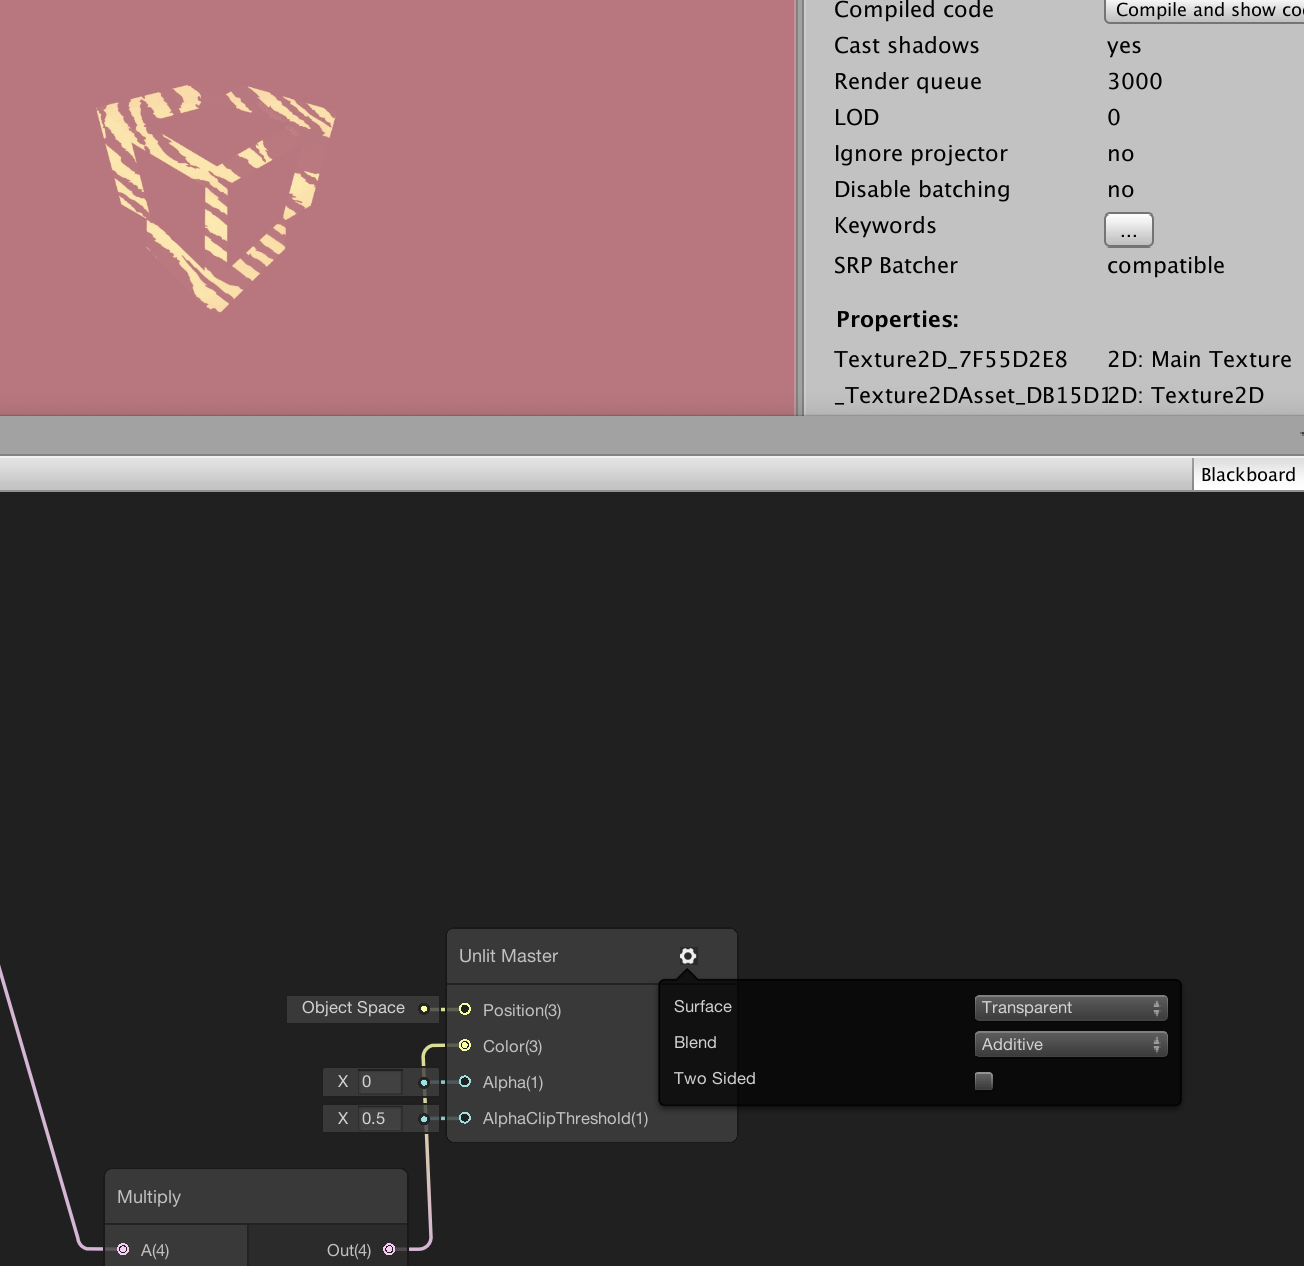 Compiled code Compile and show co
Cast shadows yes
Render queue 3000
LOD 0
Ignore projector no
Disable batching no
Keywords ...
SRP Batcher compatible
Properties:
Texture2D_7F55D2E8 2D: Main Texture
_Texture2DAsset_DB15D1 2D: Texture2D
Blackboard
Unlit Master
Object Space Position(3)
Color(3)
X 0 Alpha(1)
X 0.5 AlphaClipThreshold(1)
Surface Transparent
Blend Additive
Two Sided
Multiply
A(4) Out(4)